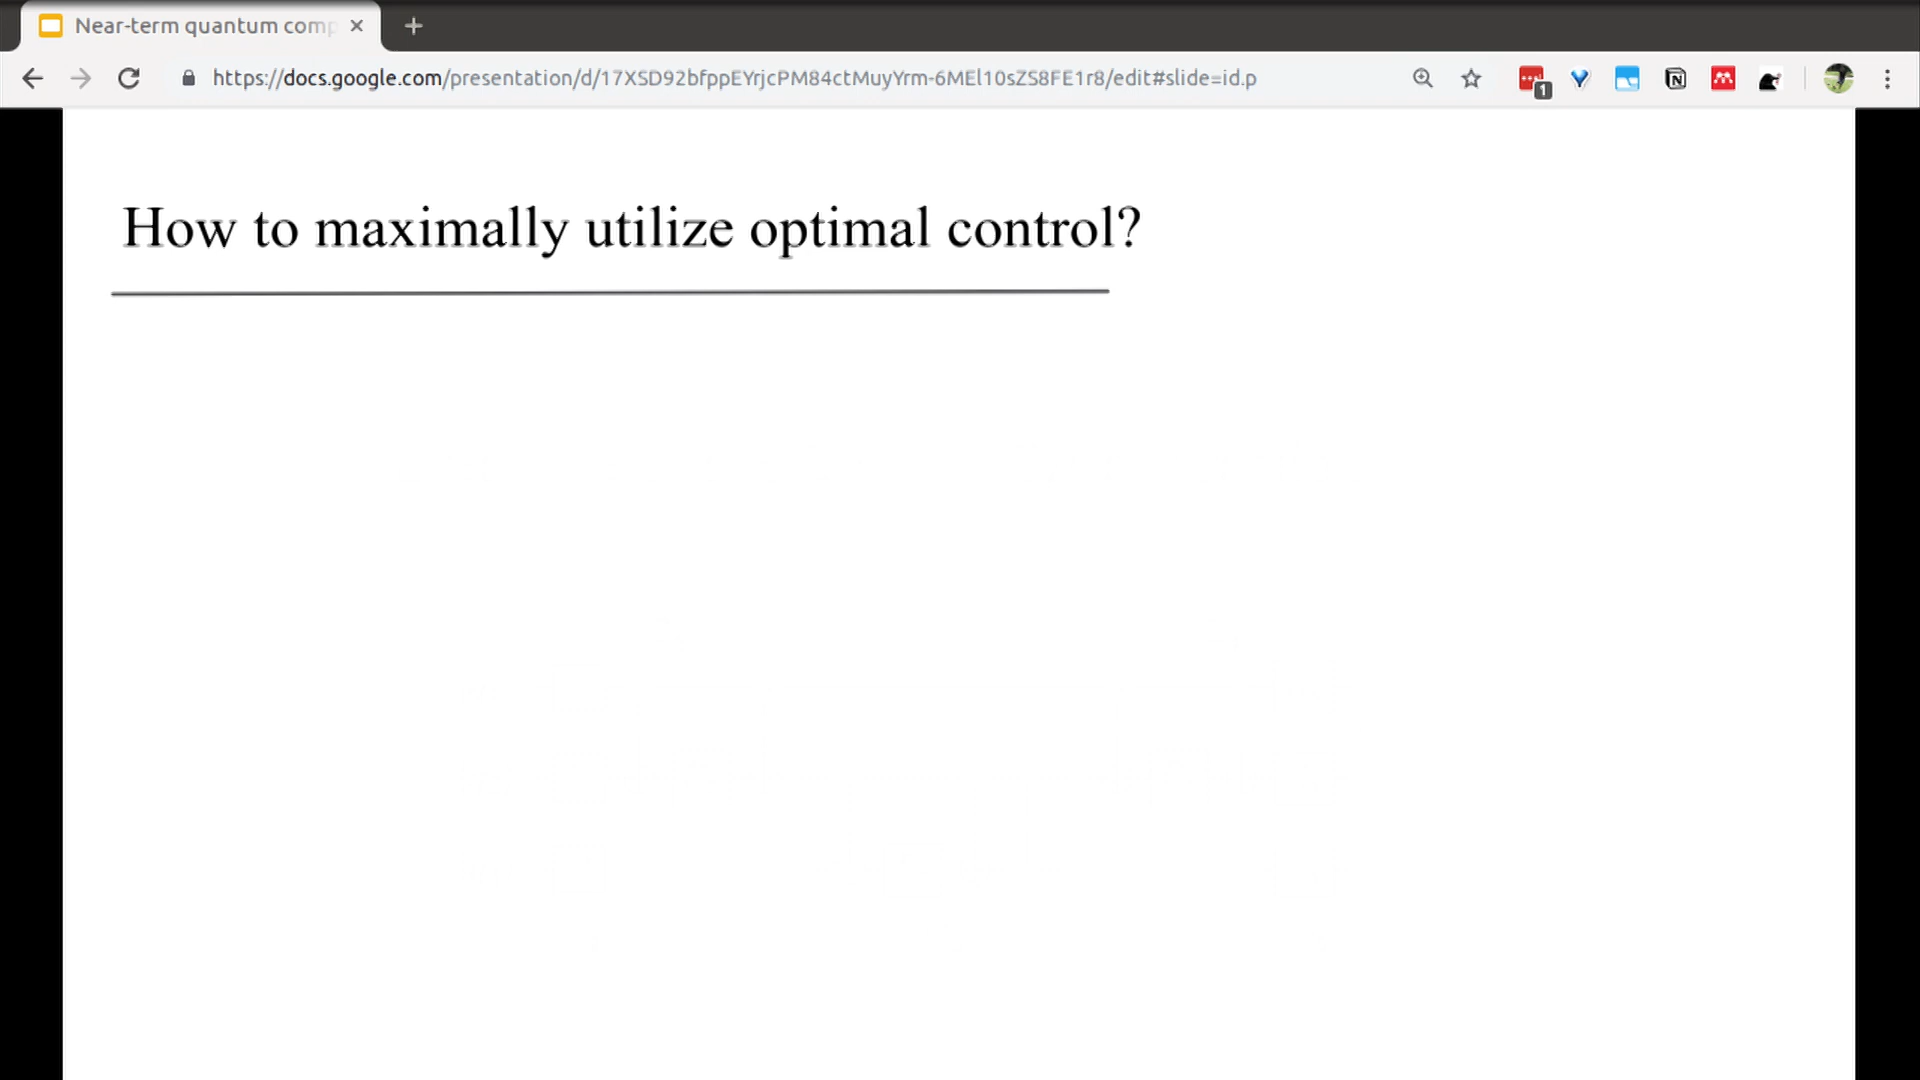 Near-term quantum comp
https://docs.google.com/presentation/d/17XSD92bfppEYrjcPM84ctMuyYrm-6MEl10sZS8FE1r8/edit#slide=id.p
1
How to maximally utilize optimal control?